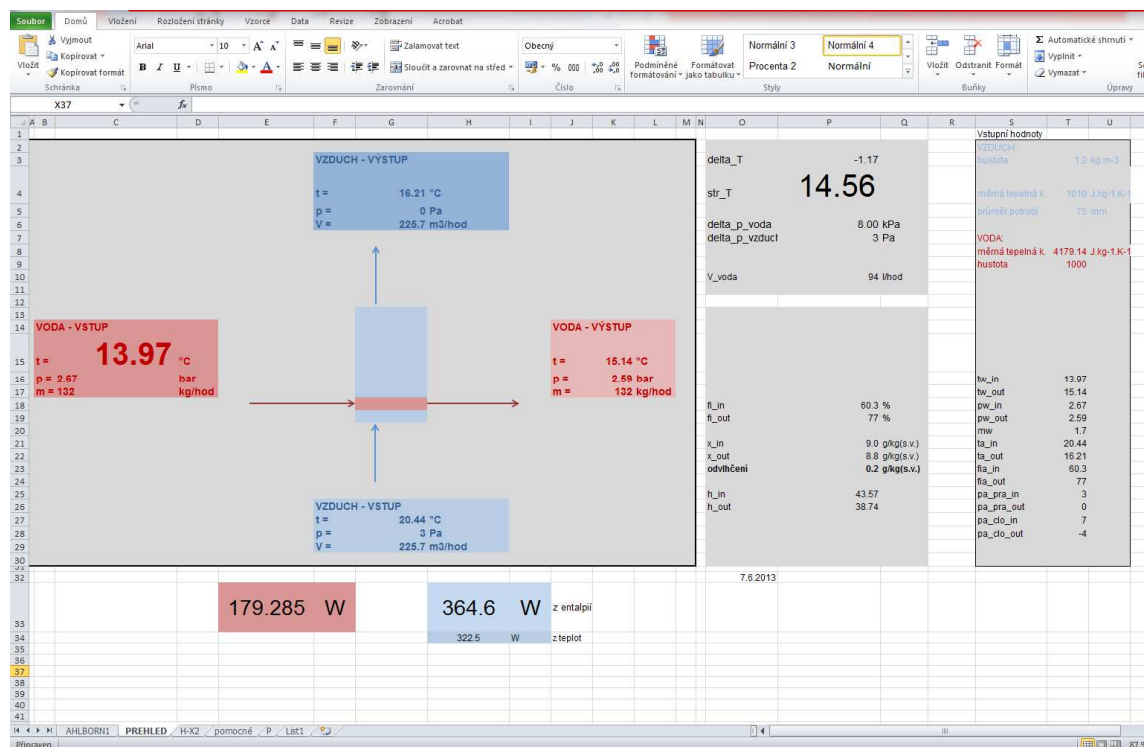 Soubor Domů Vložení Rozložení stránky Vzorce Data Revize Zobrazení Acrobat
Vložit Vyjmout Kopírovat Kopírovat formát Schránka
Arial 10 A A B I U Písmo
Zalamovat text Sloučit a zarovnat na střed Zarovnání
Obecný % 000 Číslo
Podmíněné formátování Formátovat jako tabulku Normální 3 Normální 4 Procenta 2 Normální Styly
Vložit Odstranit Formát Buňky
Σ Automatické shrnutí Vyplnit Vymazat Úpravy
X37 fx
A B C D E F G H I J K L M N O P Q R S T U
Vstupní hodnoty
VZDUCH - VÝSTUP
t = 16.21 °C
p = 0 Pa
V = 225.7 m3/hod
VODA - VSTUP
t = 13.97 °C
p = 2.67 bar
m = 132 kg/hod
VODA - VÝSTUP
t = 15.14 °C
p = 2.59 bar
m = 132 kg/hod
VZDUCH - VSTUP
t = 20.44 °C
p = 3 Pa
V = 225.7 m3/hod
179.285 W
364.6 W z entalpií
322.5 W z teplot
delta_T -1.17
str_T 14.56
delta_p_voda 8.00 kPa
delta_p_vzducl 3 Pa
V_voda 94 l/hod
fi_in 60.3 %
fi_out 77 %
x_in 9.0 g/kg(s.v.)
x_out 8.8 g/kg(s.v.)
odvlhčení 0.2 g/kg(s.v.)
h_in 43.57
h_out 38.74
7.6.2013
VZDUCH:
hustota 1.2 kg.m-3
měrná tepelná k. 1010 J.kg-1.K-1
průměr potrubí 75 mm
VODA:
měrná tepelná k. 4179.14 J.kg-1.K-1
hustota 1000
tw_in 13.97
tw_out 15.14
pw_in 2.67
pw_out 2.59
mw 1.7
ta_in 20.44
ta_out 16.21
fia_in 60.3
fia_out 77
pa_pra_in 3
pa_pra_out 0
pa_clo_in 7
pa_clo_out -4
AHLBORN1 PREHLED H-X2 pomocné P List1
Připraven